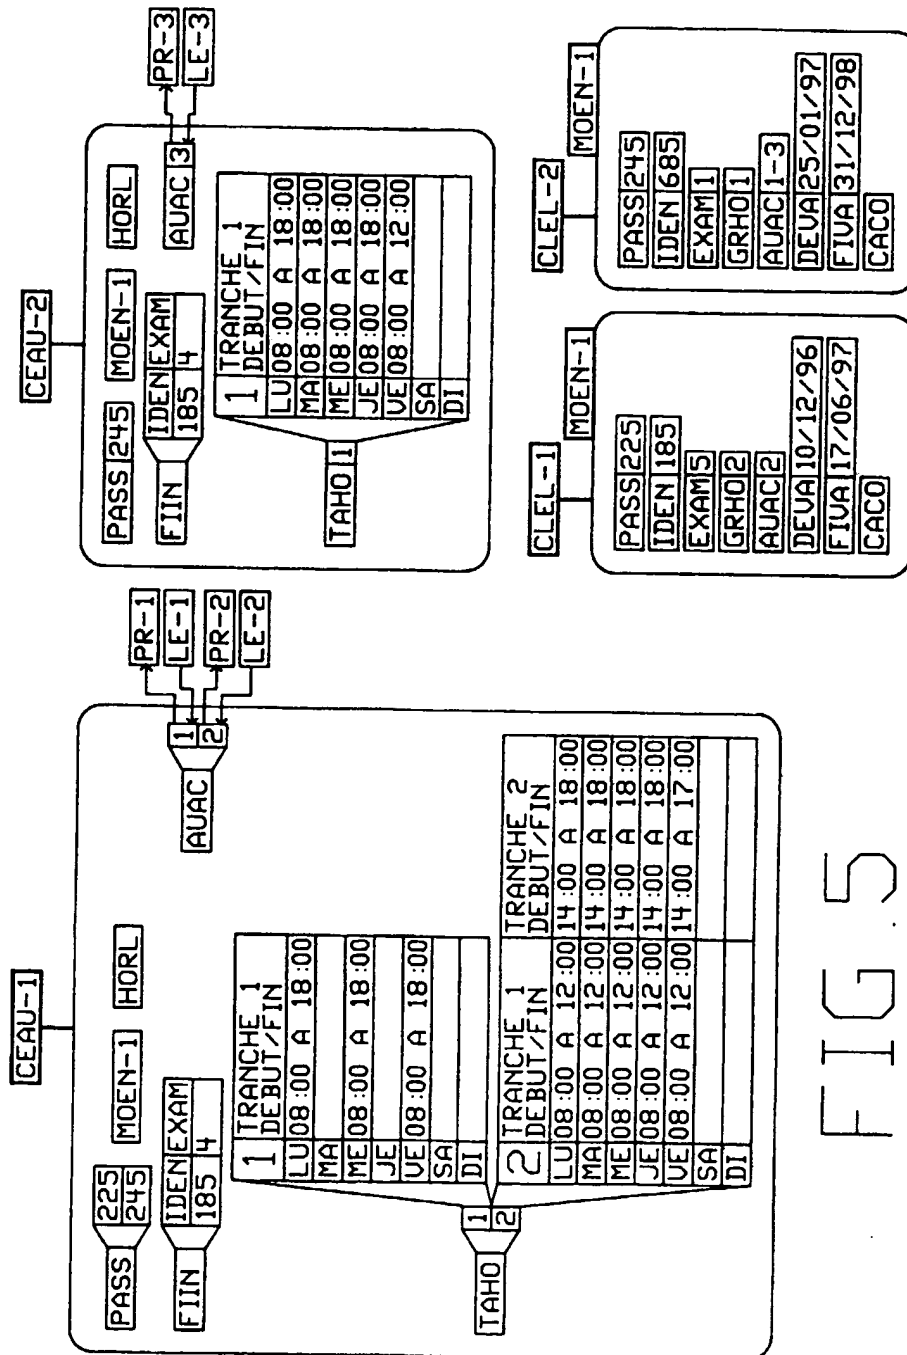 CEAU-1
PASS 225
245
MOEN-1
HORL
FIIN
IDEN EXAM
185 4
AUAC 1
2
PR-1
LE-1
PR-2
LE-2
TAHO 1
2
1 TRANCHE 1
DEBUT/FIN
LU 08:00 A 18:00
MA
ME 08:00 A 18:00
JE
VE 08:00 A 18:00
SA
DI
2 TRANCHE 1 TRANCHE 2
DEBUT/FIN DEBUT/FIN
LU 08:00 A 12:00 14:00 A 18:00
MA 08:00 A 12:00 14:00 A 18:00
ME 08:00 A 12:00 14:00 A 18:00
JE 08:00 A 12:00 14:00 A 18:00
VE 08:00 A 12:00 14:00 A 17:00
SA
DI
CEAU-2
PASS 245
MOEN-1
HORL
FIIN
IDEN EXAM
185 4
AUAC 3
PR-3
LE-3
TAHO 1
1 TRANCHE 1
DEBUT/FIN
LU 08:00 A 18:00
MA 08:00 A 18:00
ME 08:00 A 18:00
JE 08:00 A 18:00
VE 08:00 A 12:00
SA
DI
CLEL-1
MOEN-1
PASS 225
IDEN 185
EXAM 5
GRHO 2
AUAC 2
DEVA 10/12/96
FIVA 17/06/97
CACO
CLEL-2
MOEN-1
PASS 245
IDEN 685
EXAM 1
GRHO 1
AUAC 1-3
DEVA 25/01/97
FIVA 31/12/98
CACO
FIG.5